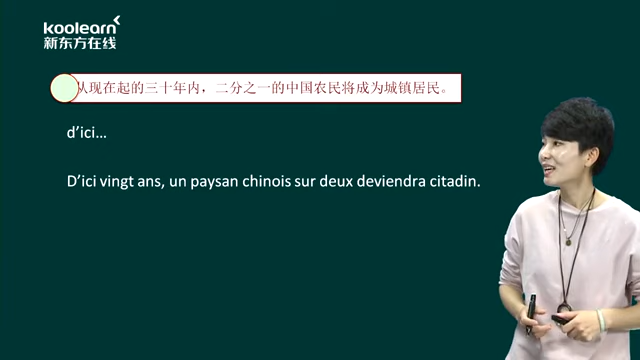 koolearn
新东方在线
从现在起的三十年内，二分之一的中国农民将成为城镇居民。
d’ici…
D’ici vingt ans, un paysan chinois sur deux deviendra citadin.